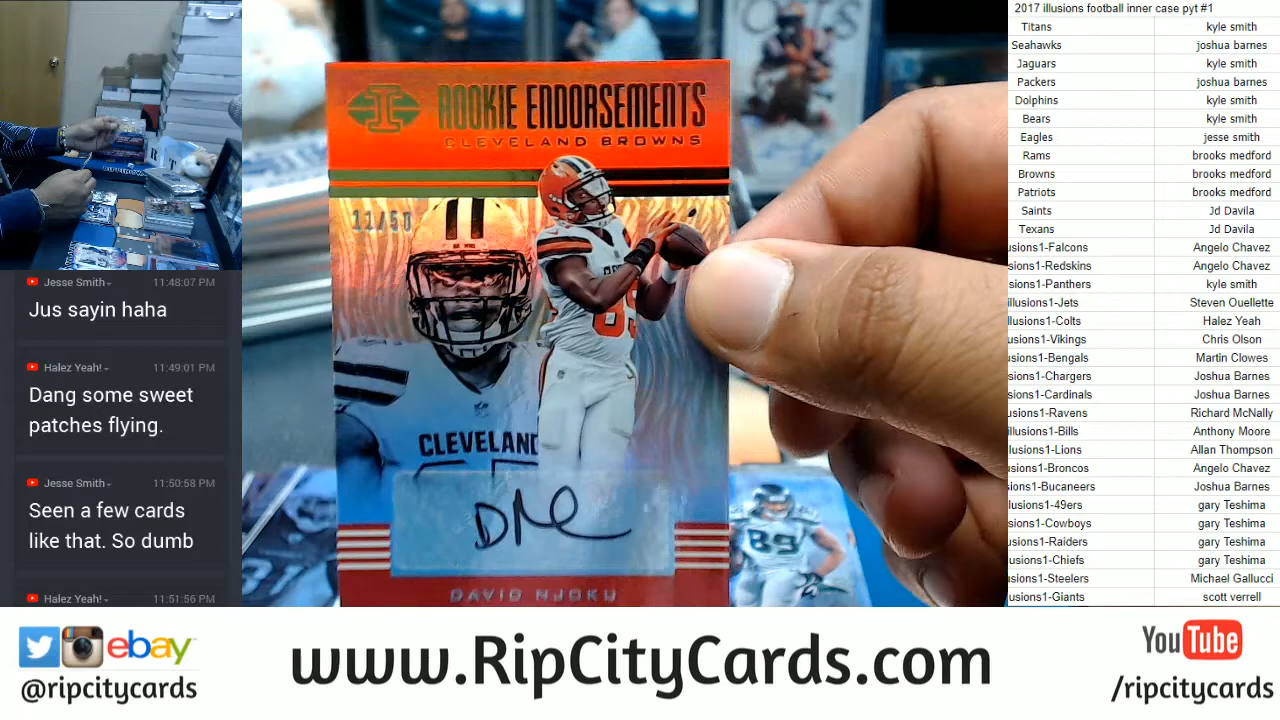 Jesse Smith 11:48:07 PM
Jus sayin haha
Halez Yeah! 11:49:01 PM
Dang some sweet
patches flying.
Jesse Smith 11:50:58 PM
Seen a few cards
like that. So dumb
Halez Yeah! 11:51:56 PM
ROOKIE ENDORSEMENTS
CLEVELAND BROWNS
11/50
CLEVELAND
DAVID NJOKU
89
2017 illusions football inner case pyt #1
Titans kyle smith
Seahawks joshua barnes
Jaguars kyle smith
Packers joshua barnes
Dolphins kyle smith
Bears kyle smith
Eagles jesse smith
Rams brooks medford
Browns brooks medford
Patriots brooks medford
Saints Jd Davila
Texans Jd Davila
usions1-Falcons Angelo Chavez
usions1-Redskins Angelo Chavez
sions1-Panthers kyle smith
illusions1-Jets Steven Ouellette
llusions1-Colts Halez Yeah
lusions1-Vikings Chris Olson
usions1-Bengals Martin Clowes
sions1-Chargers Joshua Barnes
sions1-Cardinals Joshua Barnes
usions1-Ravens Richard McNally
illusions1-Bills Anthony Moore
llusions1-Lions Allan Thompson
usions1-Broncos Angelo Chavez
sions1-Bucaneers Joshua Barnes
llusions1-49ers gary Teshima
sions1-Cowboys gary Teshima
usions1-Raiders gary Teshima
usions1-Chiefs gary Teshima
usions1-Steelers Michael Gallucci
usions1-Giants scott verrell
ebay
@ripcitycards
www.RipCityCards.com
YouTube
/ripcitycards